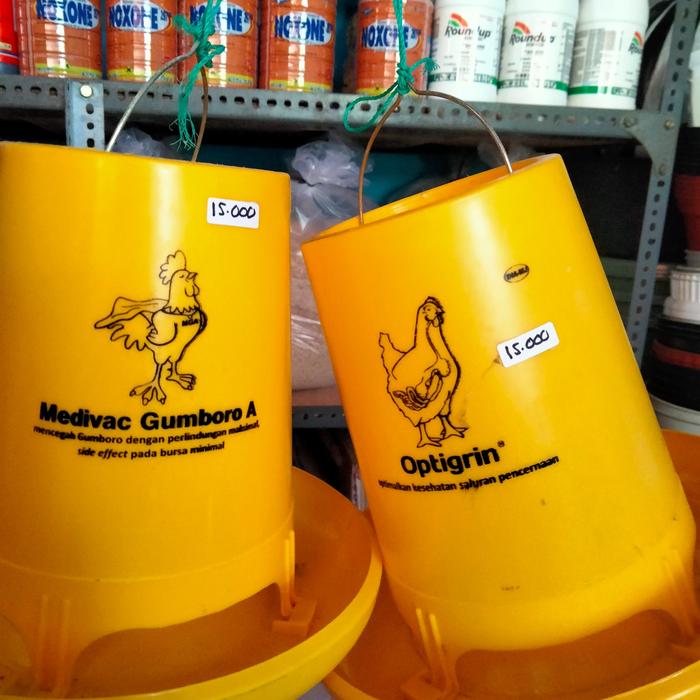 NOXONE
NOXONE
NOXONE
NOXONE
Roundup
Roundup
Roundup
15.000
Medivac Gumboro A
mencegah Gumboro dengan perlindungan maksimal,
side effect pada bursa minimal
15.000
Optigrin®
optimalkan kesehatan saluran pencernaan